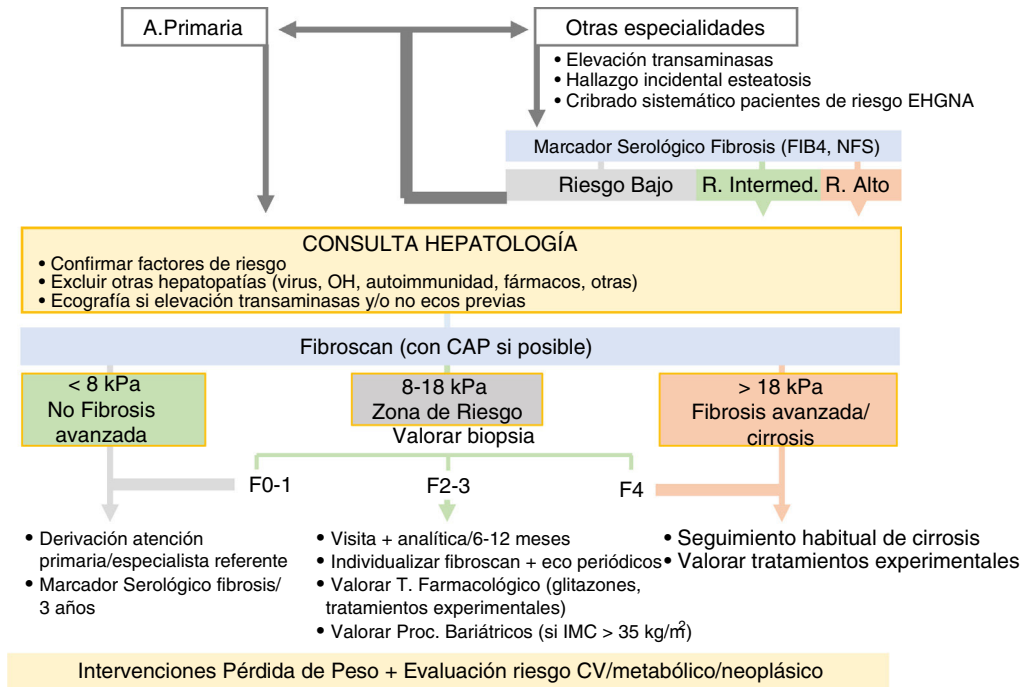 A.Primaria
Otras especialidades
• Elevación transaminasas
• Hallazgo incidental esteatosis
• Cribado sistemático pacientes de riesgo EHGNA
Marcador Serológico Fibrosis (FIB4, NFS)
Riesgo Bajo
R. Intermed.
R. Alto
CONSULTA HEPATOLOGÍA
• Confirmar factores de riesgo
• Excluir otras hepatopatías (virus, OH, autoimmunidad, fármacos, otras)
• Ecografía si elevación transaminasas y/o no ecos previas
Fibroscan (con CAP si posible)
< 8 kPa
No Fibrosis
avanzada
8-18 kPa
Zona de Riesgo
Valorar biopsia
> 18 kPa
Fibrosis avanzada/
cirrosis
F0-1
F2-3
F4
• Derivación atención
primaria/especialista referente
• Marcador Serológico fibrosis/
3 años
• Visita + analítica/6-12 meses
• Individualizar fibroscan + eco periódicos
• Valorar T. Farmacológico (glitazones,
tratamientos experimentales)
• Valorar Proc. Bariátricos (si IMC > 35 kg/m²)
• Seguimiento habitual de cirrosis
• Valorar tratamientos experimentales
Intervenciones Pérdida de Peso + Evaluación riesgo CV/metabólico/neoplásico